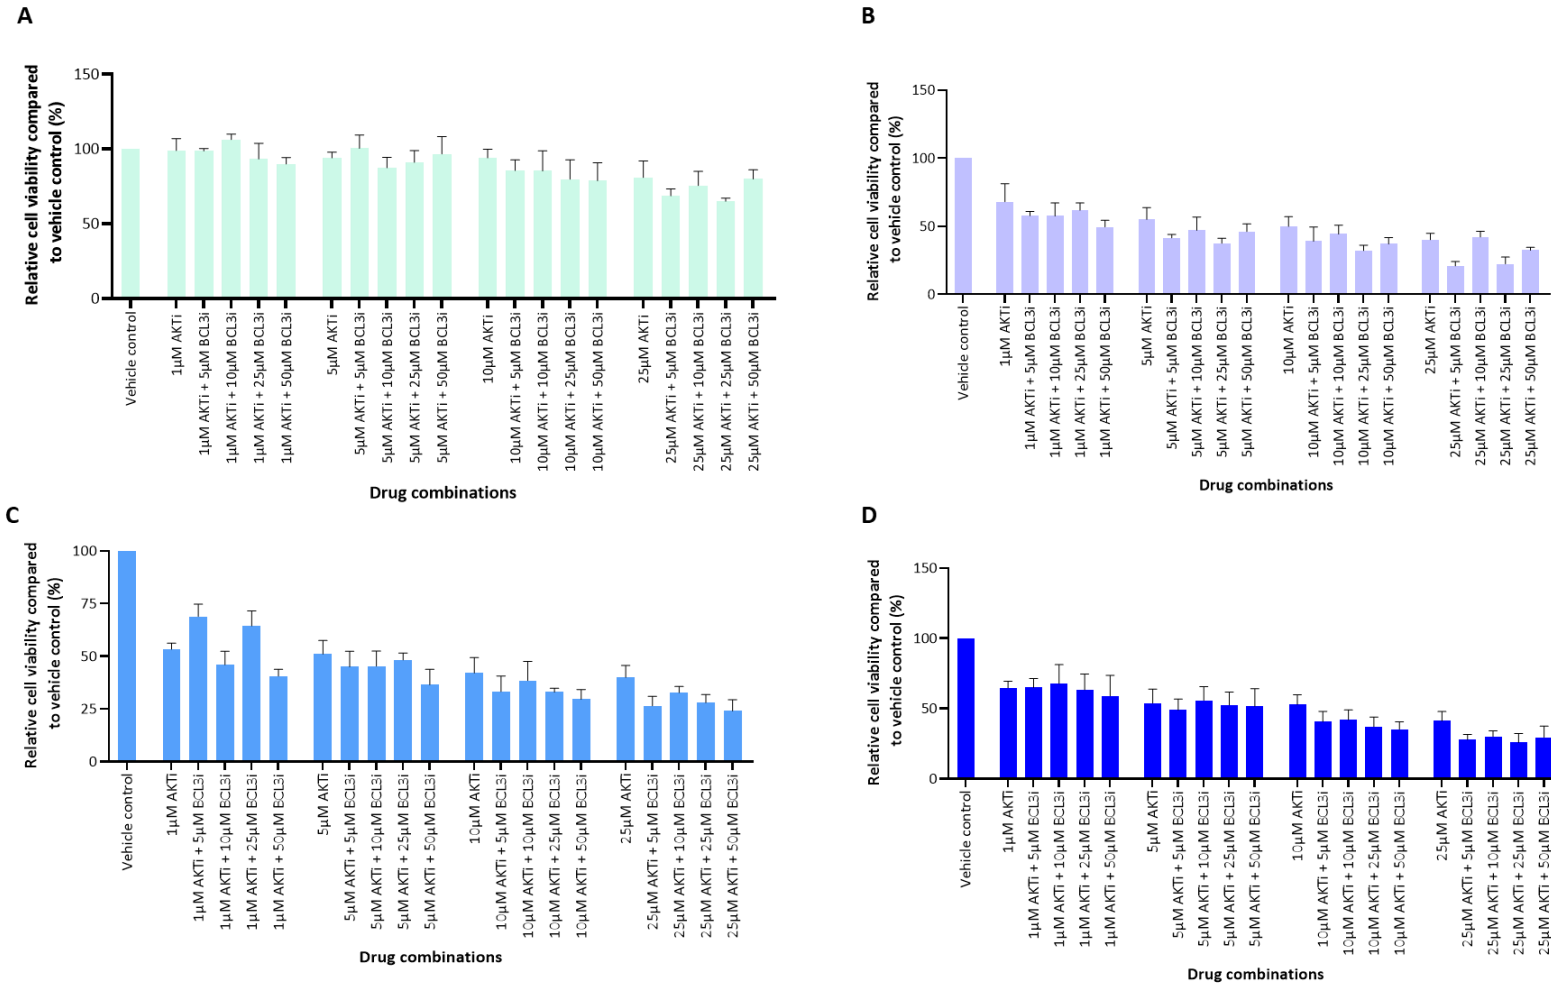 A
Relative cell viability compared
to vehicle control (%)
150
100
50
0
Vehicle control
1µM AKTi
1µM AKTi + 5µM BCL3i
1µM AKTi + 10µM BCL3i
1µM AKTi + 25µM BCL3i
1µM AKTi + 50µM BCL3i
5µM AKTi
5µM AKTi + 5µM BCL3i
5µM AKTi + 10µM BCL3i
5µM AKTi + 25µM BCL3i
5µM AKTi + 50µM BCL3i
10µM AKTi
10µM AKTi + 5µM BCL3i
10µM AKTi + 10µM BCL3i
10µM AKTi + 25µM BCL3i
10µM AKTi + 50µM BCL3i
25µM AKTi
25µM AKTi + 5µM BCL3i
25µM AKTi + 10µM BCL3i
25µM AKTi + 25µM BCL3i
25µM AKTi + 50µM BCL3i
Drug combinations
B
Relative cell viability compared
to vehicle control (%)
150
100
50
0
Vehicle control
1µM AKTi
1µM AKTi + 5µM BCL3i
1µM AKTi + 10µM BCL3i
1µM AKTi + 25µM BCL3i
1µM AKTi + 50µM BCL3i
5µM AKTi
5µM AKTi + 5µM BCL3i
5µM AKTi + 10µM BCL3i
5µM AKTi + 25µM BCL3i
5µM AKTi + 50µM BCL3i
10µM AKTi
10µM AKTi + 5µM BCL3i
10µM AKTi + 10µM BCL3i
10µM AKTi + 25µM BCL3i
10µM AKTi + 50µM BCL3i
25µM AKTi
25µM AKTi + 5µM BCL3i
25µM AKTi + 10µM BCL3i
25µM AKTi + 25µM BCL3i
25µM AKTi + 50µM BCL3i
Drug combinations
C
Relative cell viability compared
to vehicle control (%)
100
75
50
25
0
Vehicle control
1µM AKTi
1µM AKTi + 5µM BCL3i
1µM AKTi + 10µM BCL3i
1µM AKTi + 25µM BCL3i
1µM AKTi + 50µM BCL3i
5µM AKTi
5µM AKTi + 5µM BCL3i
5µM AKTi + 10µM BCL3i
5µM AKTi + 25µM BCL3i
5µM AKTi + 50µM BCL3i
10µM AKTi
10µM AKTi + 5µM BCL3i
10µM AKTi + 10µM BCL3i
10µM AKTi + 25µM BCL3i
10µM AKTi + 50µM BCL3i
25µM AKTi
25µM AKTi + 5µM BCL3i
25µM AKTi + 10µM BCL3i
25µM AKTi + 25µM BCL3i
25µM AKTi + 50µM BCL3i
Drug combinations
D
Relative cell viability compared
to vehicle control (%)
150
100
50
0
Vehicle control
1µM AKTi
1µM AKTi + 5µM BCL3i
1µM AKTi + 10µM BCL3i
1µM AKTi + 25µM BCL3i
1µM AKTi + 50µM BCL3i
5µM AKTi
5µM AKTi + 5µM BCL3i
5µM AKTi + 10µM BCL3i
5µM AKTi + 25µM BCL3i
5µM AKTi + 50µM BCL3i
10µM AKTi
10µM AKTi + 5µM BCL3i
10µM AKTi + 10µM BCL3i
10µM AKTi + 25µM BCL3i
10µM AKTi + 50µM BCL3i
25µM AKTi
25µM AKTi + 5µM BCL3i
25µM AKTi + 10µM BCL3i
25µM AKTi + 25µM BCL3i
25µM AKTi + 50µM BCL3i
Drug combinations